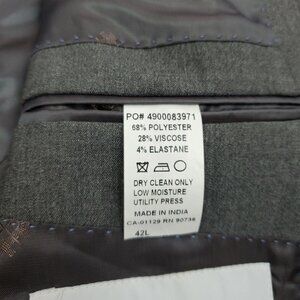 PO# 4900083971
68% POLYESTER
28% VISCOSE
4% ELASTANE
DRY CLEAN ONLY
LOW MOISTURE
UTILITY PRESS
MADE IN INDIA
CA-01129 RN 90736
42L